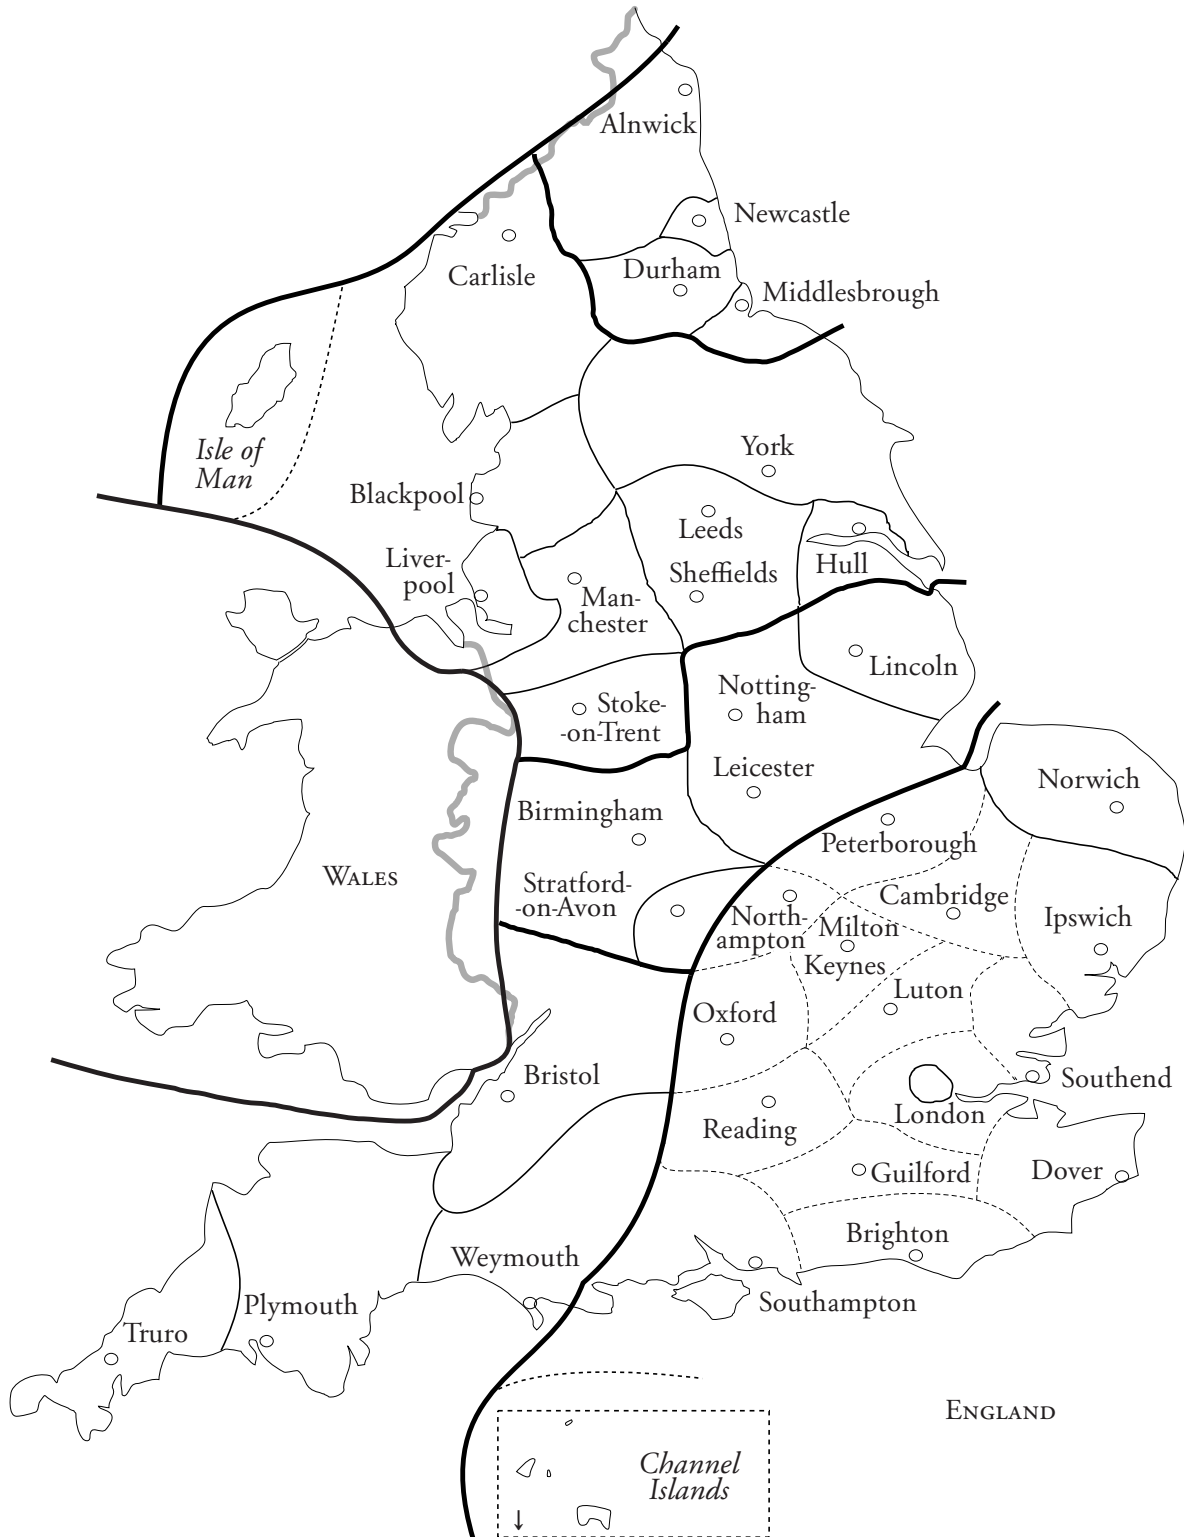 Alnwick
Newcastle
Carlisle
Durham
Middlesbrough
Isle of
Man
York
Blackpool
Leeds
Liver-
pool
Sheffields
Hull
Man-
chester
Lincoln
Stoke-
-on-Trent
Notting-
ham
Leicester
Norwich
Birmingham
Peterborough
Wales
Stratford-
-on-Avon
Cambridge
North-
ampton
Milton
Keynes
Ipswich
Luton
Oxford
Bristol
Southend
London
Reading
Guilford
Dover
Brighton
Weymouth
Southampton
Plymouth
Truro
England
Channel
Islands